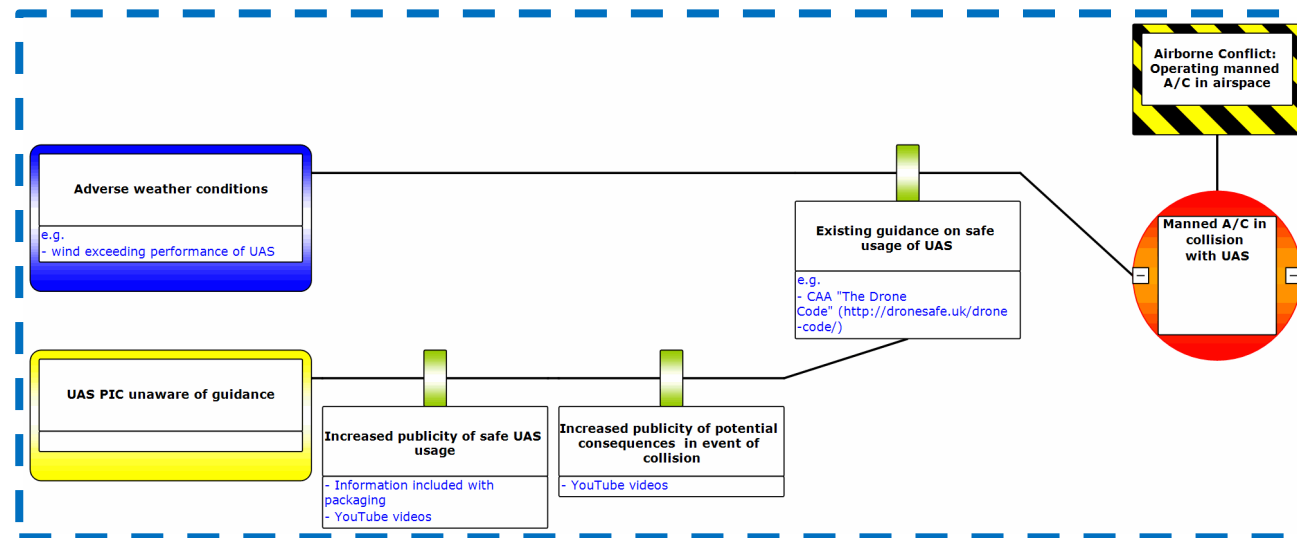 Airborne Conflict:
Operating manned
A/C in airspace
Adverse weather conditions
e.g.
- wind exceeding performance of UAS
Existing guidance on safe
usage of UAS
e.g.
- CAA "The Drone
Code" (http://dronesafe.uk/drone
-code/)
Manned A/C in
collision
with UAS
UAS PIC unaware of guidance
Increased publicity of safe UAS
usage
- Information included with
packaging
- YouTube videos
Increased publicity of potential
consequences in event of
collision
- YouTube videos